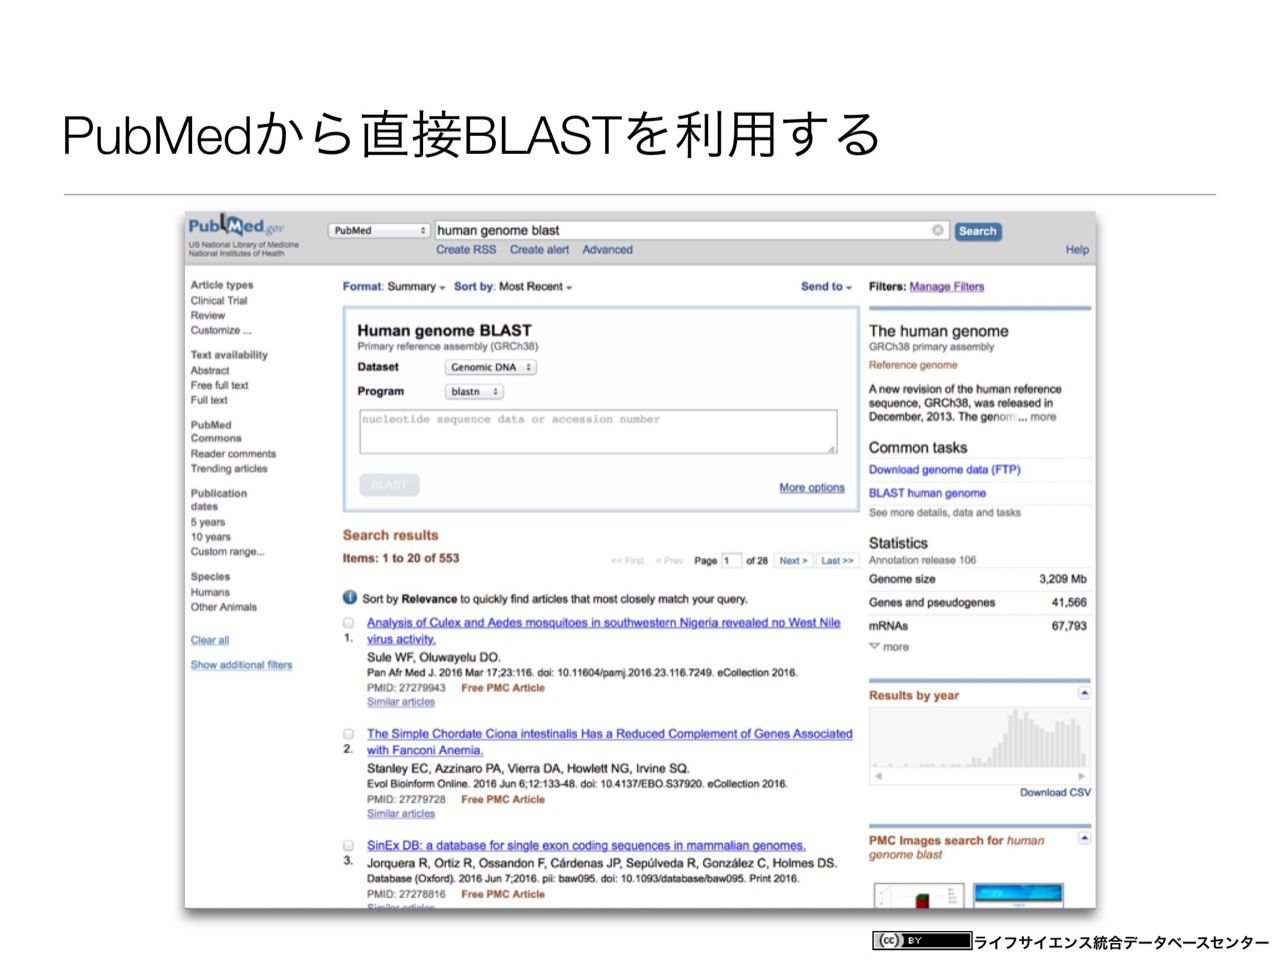 PubMedから直接BLASTを利用する
PubMed.gov
US National Library of Medicine
National Institutes of Health
PubMed
human genome blast
Search
Create RSS Create alert Advanced
Help
Article types
Clinical Trial
Review
Customize ...
Text availability
Abstract
Free full text
Full text
PubMed
Commons
Reader comments
Trending articles
Publication
dates
5 years
10 years
Custom range...
Species
Humans
Other Animals
Clear all
Show additional filters
Format: Summary Sort by: Most Recent
Send to
Human genome BLAST
Primary reference assembly (GRCh38)
Dataset Genomic DNA
Program blastn
nucleotide sequence data or accession number
BLAST
More options
Search results
Items: 1 to 20 of 553
<< First < Prev Page 1 of 28 Next > Last >>
Sort by Relevance to quickly find articles that most closely match your query.
Analysis of Culex and Aedes mosquitoes in southwestern Nigeria revealed no West Nile
1. virus activity.
Sule WF, Oluwayelu DO.
Pan Afr Med J. 2016 Mar 17;23:116. doi: 10.11604/pamj.2016.23.116.7249. eCollection 2016.
PMID: 27279943 Free PMC Article
Similar articles
The Simple Chordate Ciona intestinalis Has a Reduced Complement of Genes Associated
2. with Fanconi Anemia.
Stanley EC, Azzinaro PA, Vierra DA, Howlett NG, Irvine SQ.
Evol Bioinform Online. 2016 Jun 6;12:133-48. doi: 10.4137/EBO.S37920. eCollection 2016.
PMID: 27279728 Free PMC Article
Similar articles
SinEx DB: a database for single exon coding sequences in mammalian genomes.
3. Jorquera R, Ortiz R, Ossandon F, Cárdenas JP, Sepúlveda R, González C, Holmes DS.
Database (Oxford). 2016 Jun 7;2016. pii: baw095. doi: 10.1093/database/baw095. Print 2016.
PMID: 27278816 Free PMC Article
Similar articles
Filters: Manage Filters
The human genome
GRCh38 primary assembly
Reference genome
A new revision of the human reference
sequence, GRCh38, was released in
December, 2013. The genom ... more
Common tasks
Download genome data (FTP)
BLAST human genome
See more details, data and tasks
Statistics
Annotation release 106
Genome size 3,209 Mb
Genes and pseudogenes 41,566
mRNAs 67,793
more
Results by year
Download CSV
PMC Images search for human
genome blast
cc BY
ライフサイエンス統合データベースセンター